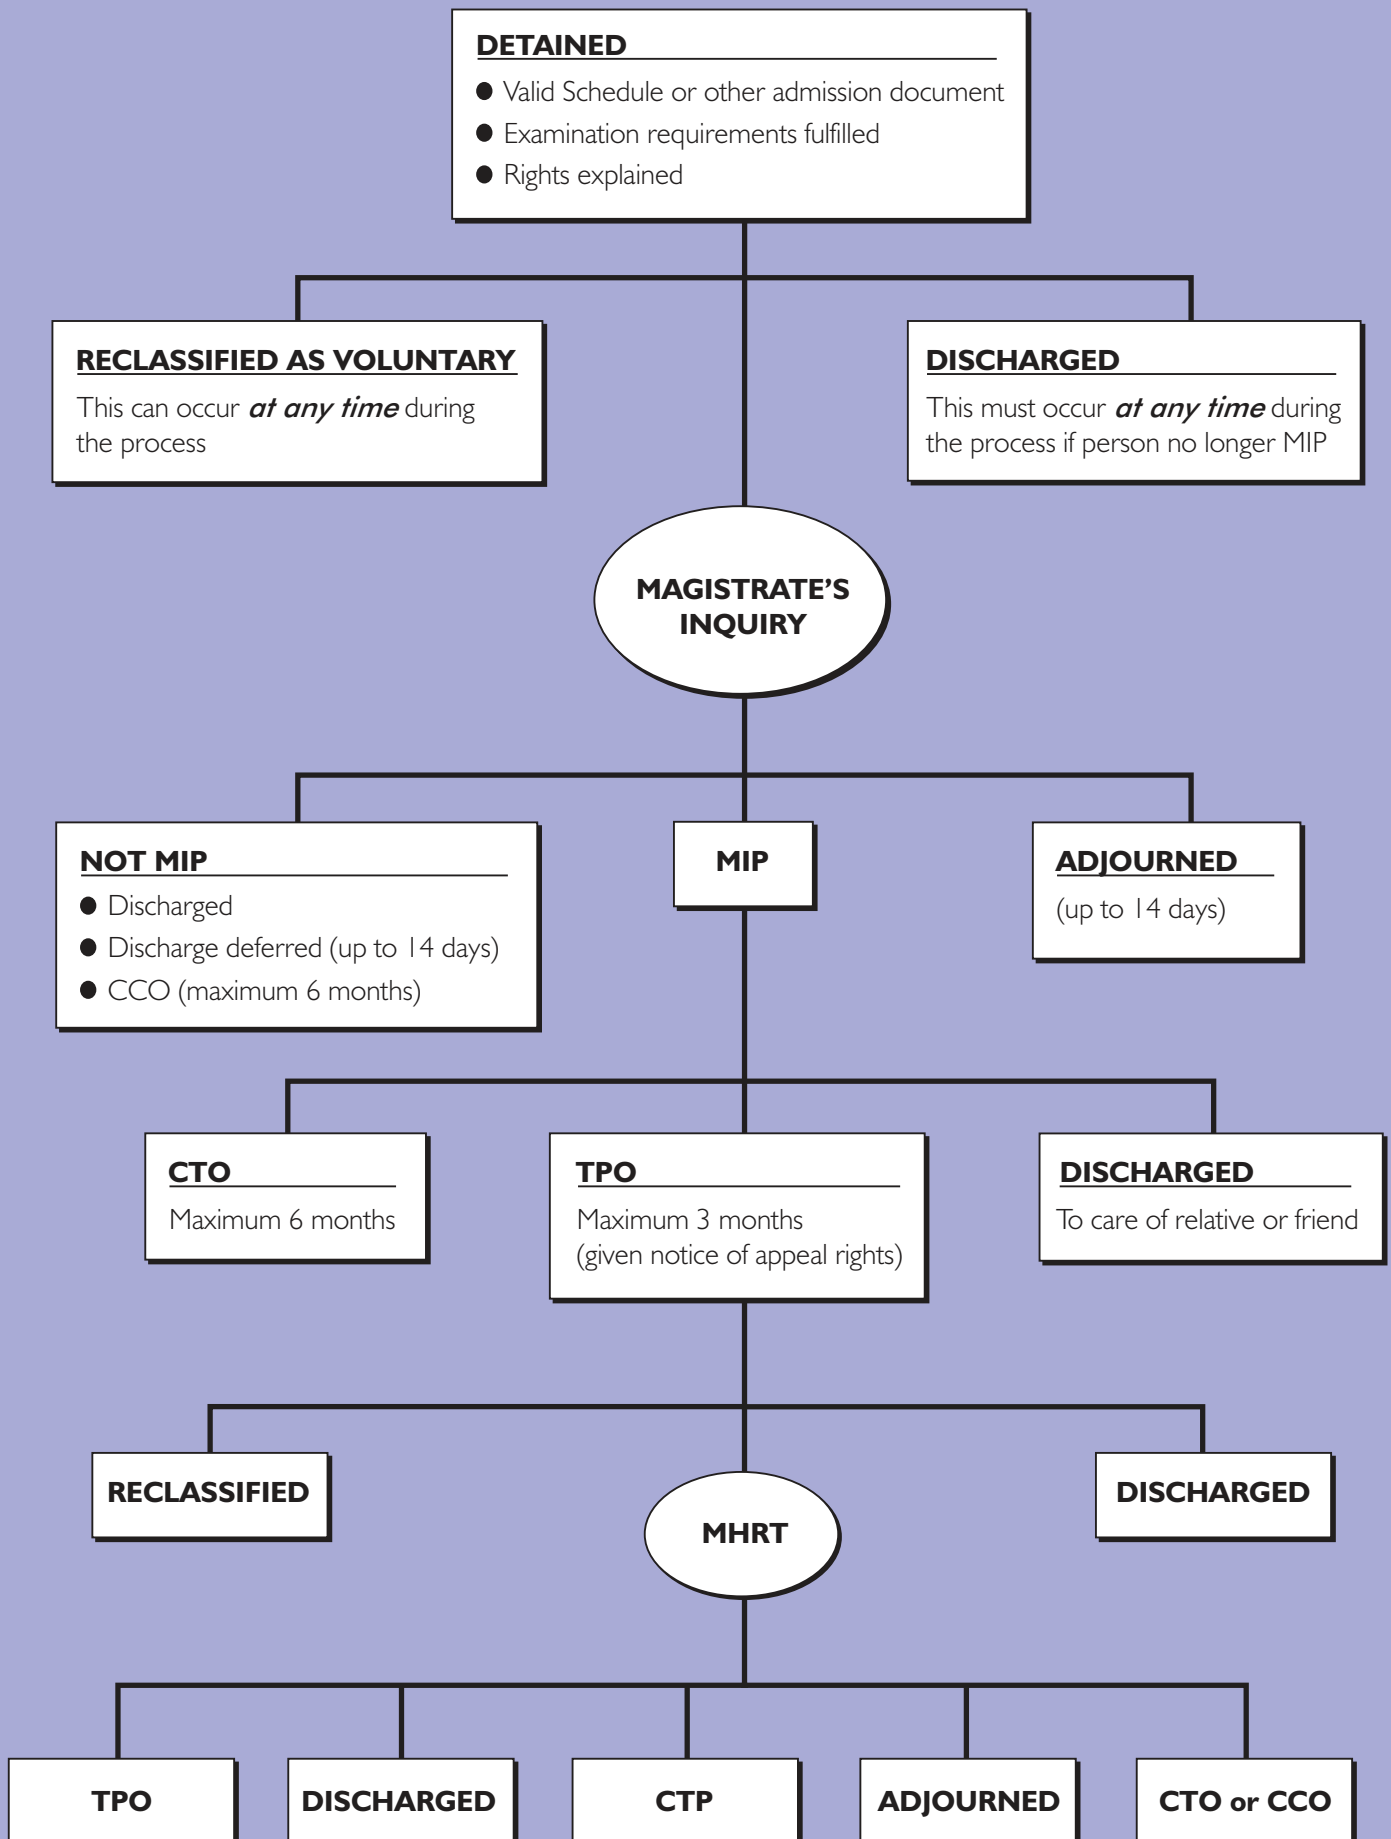 DETAINED
● Valid Schedule or other admission document
● Examination requirements fulfilled
● Rights explained
RECLASSIFIED AS VOLUNTARY
This can occur at any time during
the process
DISCHARGED
This must occur at any time during
the process if person no longer MIP
MAGISTRATE’S
INQUIRY
NOT MIP
● Discharged
● Discharge deferred (up to 14 days)
● CCO (maximum 6 months)
MIP
ADJOURNED
(up to 14 days)
CTO
Maximum 6 months
TPO
Maximum 3 months
(given notice of appeal rights)
DISCHARGED
To care of relative or friend
RECLASSIFIED
MHRT
DISCHARGED
TPO
DISCHARGED
CTP
ADJOURNED
CTO or CCO